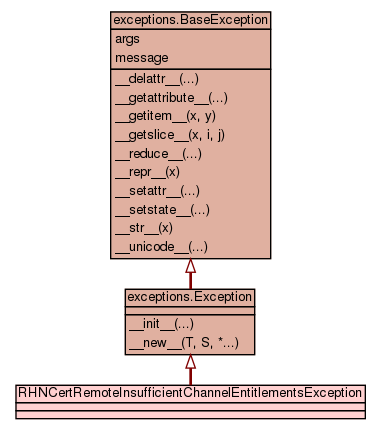 exceptions.BaseException
args
message
__delattr__(...)
__getattribute__(...)
__getitem__(x, y)
__getslice__(x, i, j)
__reduce__(...)
__repr__(x)
__setattr__(...)
__setstate__(...)
__str__(x)
__unicode__(...)
exceptions.Exception
__init__(...)
__new__(T, S, *...)
RHNCertRemoteInsufficientChannelEntitlementsException